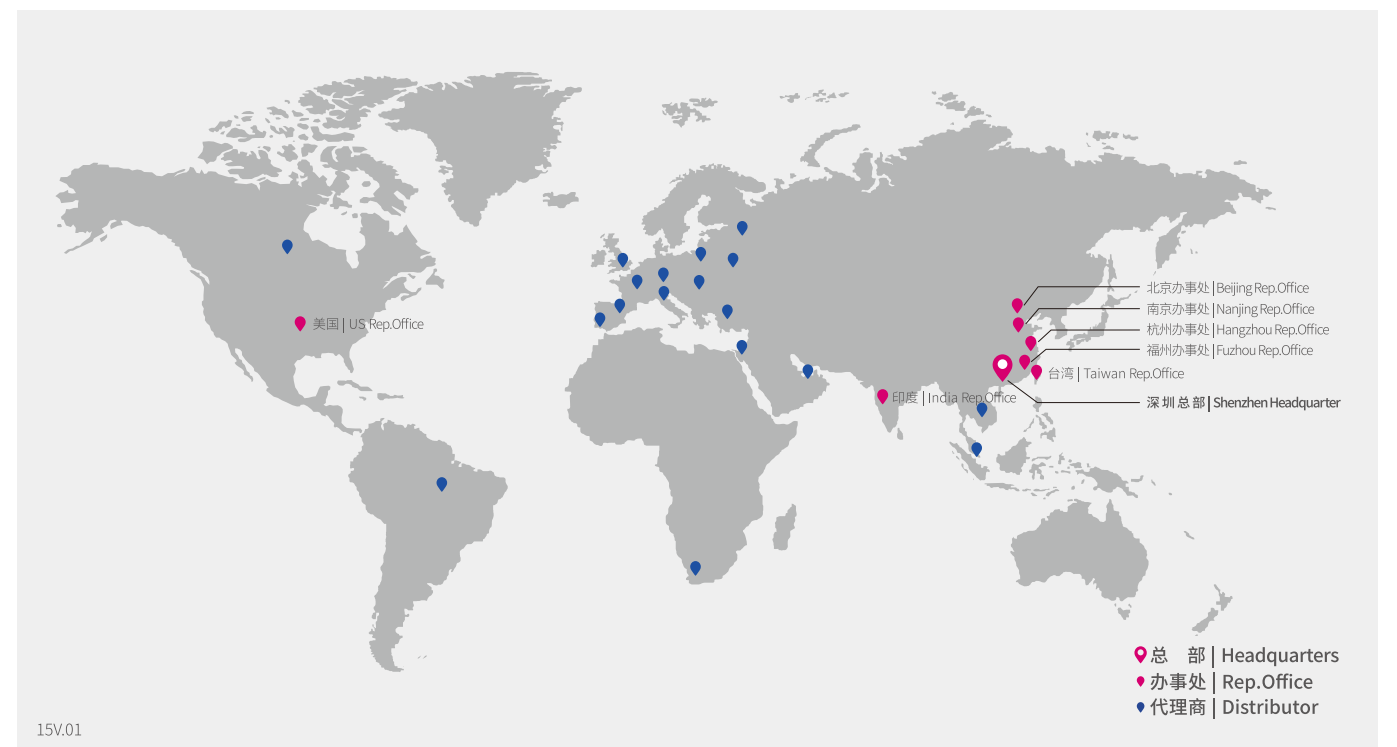 北京办事处 | Beijing Rep.Office
南京办事处 | Nanjing Rep.Office
美国 | US Rep.Office
杭州办事处 | Hangzhou Rep.Office
福州办事处 | Fuzhou Rep.Office
台湾 | Taiwan Rep.Office
印度 | India Rep.Office
深圳总部 | Shenzhen Headquarter
总 部 | Headquarters
办事处 | Rep.Office
代理商 | Distributor
15V.01